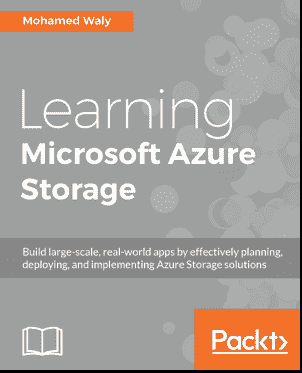 Mohamed Waly
Learning
Microsoft Azure
Storage
Build large-scale, real-world apps by effectively planning,
deploying, and implementing Azure Storage solutions
Packt>